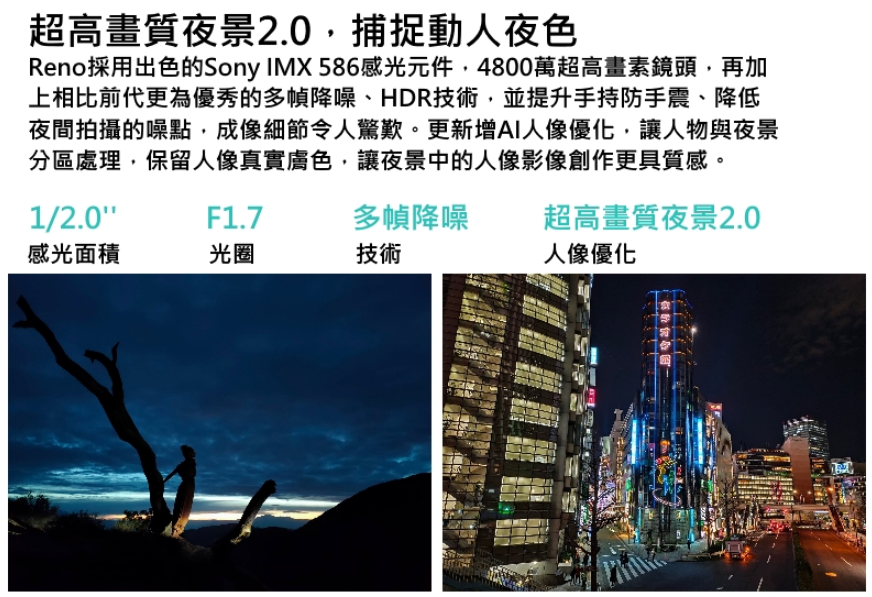 超高畫質夜景2.0，捕捉動人夜色
Reno採用出色的Sony IMX 586感光元件，4800萬超高畫素鏡頭，再加
上相比前代更為優秀的多幀降噪、HDR技術，並提升手持防手震、降低
夜間拍攝的噪點，成像細節令人驚歎。更新增AI人像優化，讓人物與夜景
分區處理，保留人像真實膚色，讓夜景中的人像影像創作更具質感。
1/2.0'' F1.7 多幀降噪 超高畫質夜景2.0
感光面積 光圈 技術 人像優化
カラオケ館